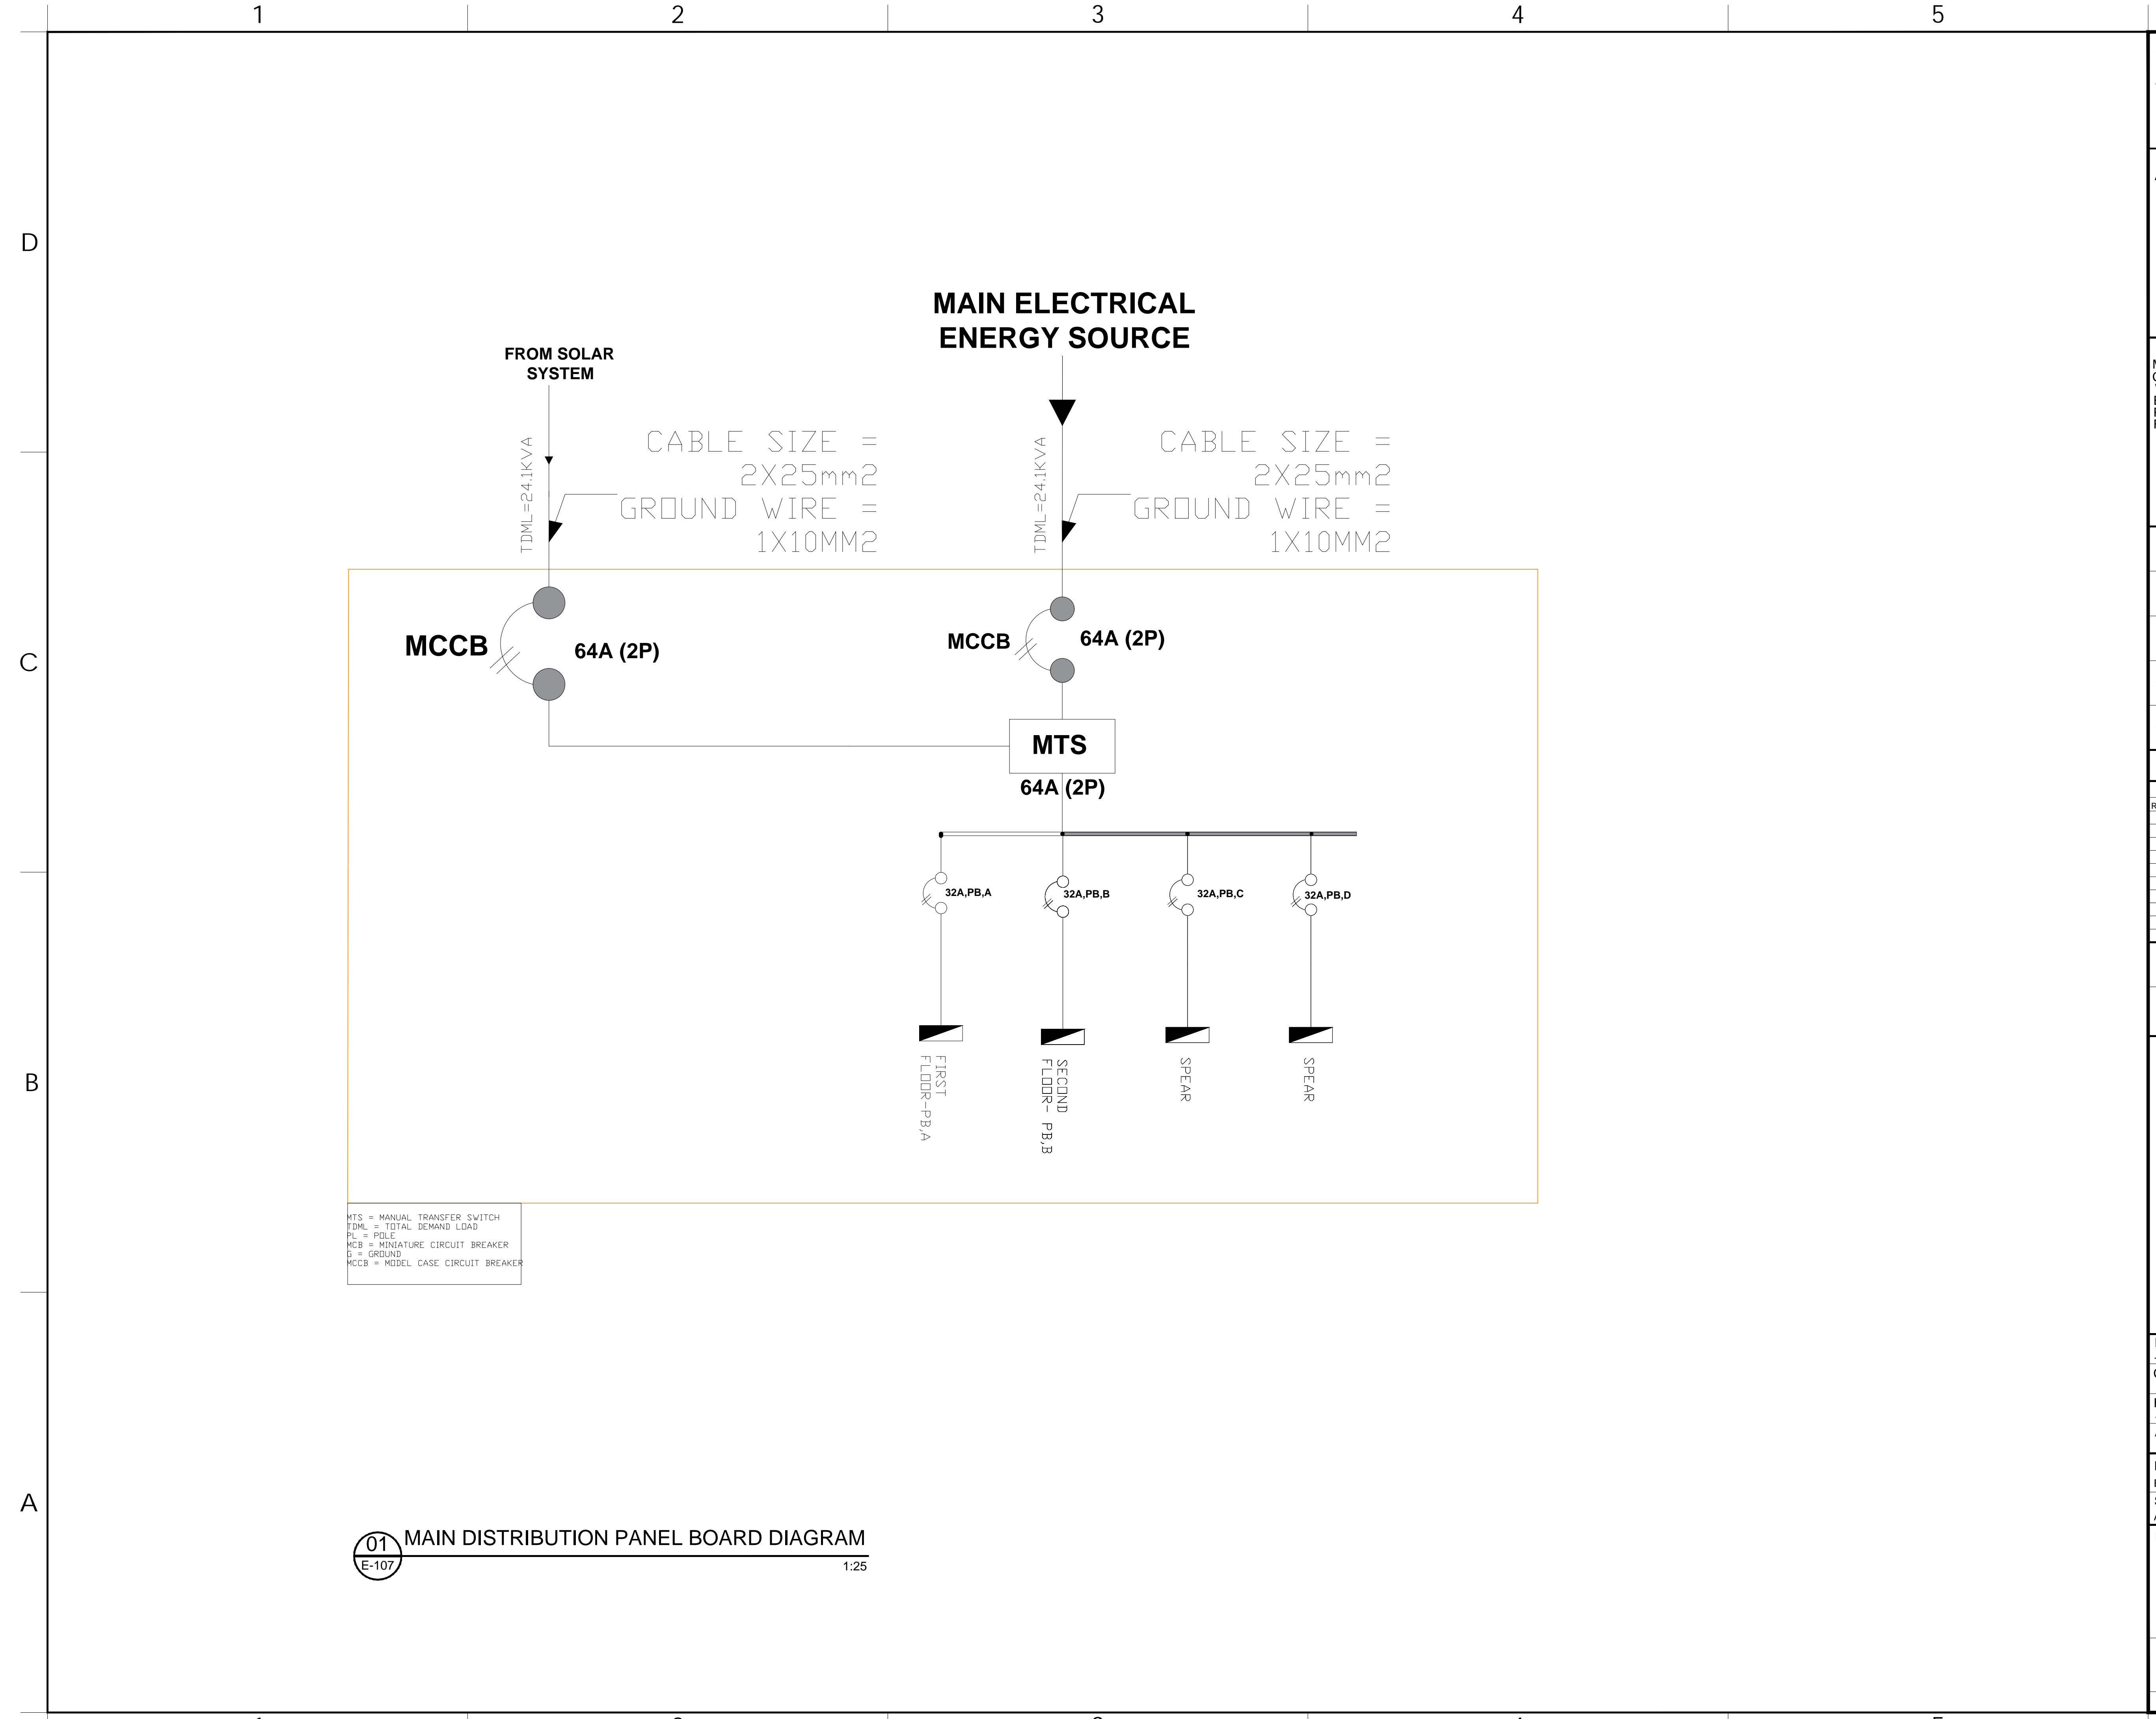 1 2 3 4 5
D
C
B
A
MAIN ELECTRICAL
ENERGY SOURCE
FROM SOLAR
SYSTEM
TDML=24.1KVA
CABLE SIZE =
2X25mm2
GROUND WIRE =
1X10MM2
TDML=24.1KVA
CABLE SIZE =
2X25mm2
GROUND WIRE =
1X10MM2
MCCB
64A (2P)
MCCB
64A (2P)
MTS
64A (2P)
32A,PB,A
32A,PB,B
32A,PB,C
32A,PB,D
FIRST
FLOOR-PB,A
SECOND
FLOOR- PB,B
SPEAR
SPEAR
MTS = MANUAL TRANSFER SWITCH
TDML = TOTAL DEMAND LOAD
PL = POLE
MCB = MINIATURE CIRCUIT BREAKER
G = GROUND
MCCB = MODEL CASE CIRCUIT BREAKER
01
E-107
MAIN DISTRIBUTION PANEL BOARD DIAGRAM
1:25